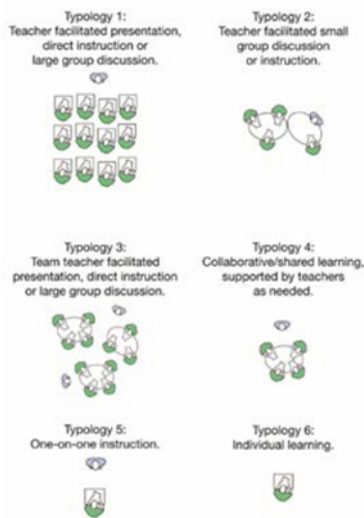 Typology 1:
Teacher facilitated presentation,
direct instruction or
large group discussion.
Typology 2:
Teacher facilitated small
group discussion
or instruction.
Typology 3:
Team teacher facilitated
presentation, direct instruction
or large group discussion.
Typology 4:
Collaborative/shared learning,
supported by teachers
as needed.
Typology 5:
One-on-one instruction.
Typology 6:
Individual learning.